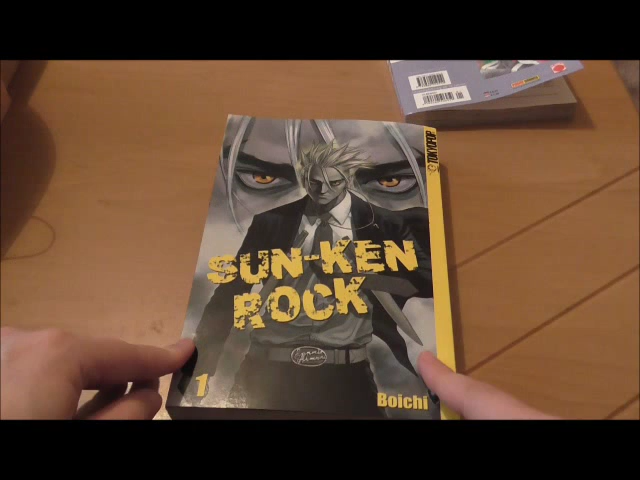 TOKYOPOP
SUN-KEN
ROCK
1
Boichi